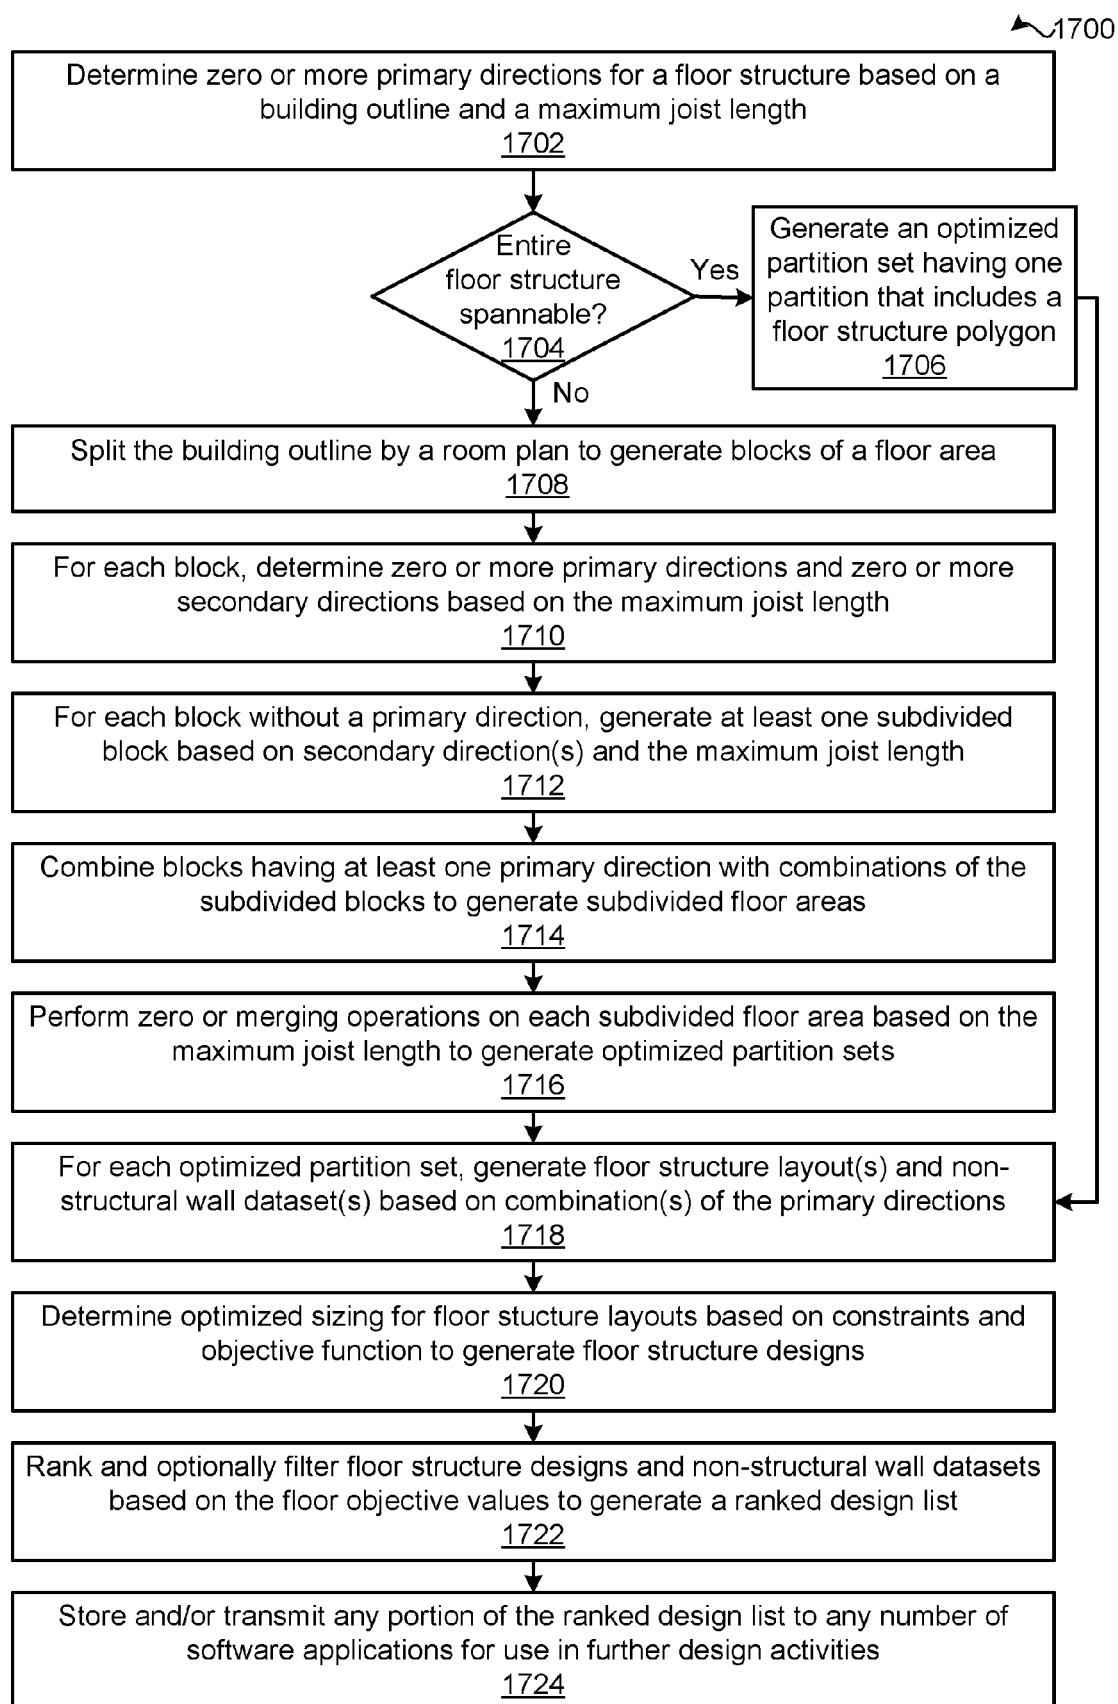 1700
Determine zero or more primary directions for a floor structure based on a
building outline and a maximum joist length
1702
Entire
floor structure
spannable?
1704
Yes
No
Generate an optimized
partition set having one
partition that includes a
floor structure polygon
1706
Split the building outline by a room plan to generate blocks of a floor area
1708
For each block, determine zero or more primary directions and zero or more
secondary directions based on the maximum joist length
1710
For each block without a primary direction, generate at least one subdivided
block based on secondary direction(s) and the maximum joist length
1712
Combine blocks having at least one primary direction with combinations of the
subdivided blocks to generate subdivided floor areas
1714
Perform zero or merging operations on each subdivided floor area based on the
maximum joist length to generate optimized partition sets
1716
For each optimized partition set, generate floor structure layout(s) and non-
structural wall dataset(s) based on combination(s) of the primary directions
1718
Determine optimized sizing for floor stucture layouts based on constraints and
objective function to generate floor structure designs
1720
Rank and optionally filter floor structure designs and non-structural wall datasets
based on the floor objective values to generate a ranked design list
1722
Store and/or transmit any portion of the ranked design list to any number of
software applications for use in further design activities
1724